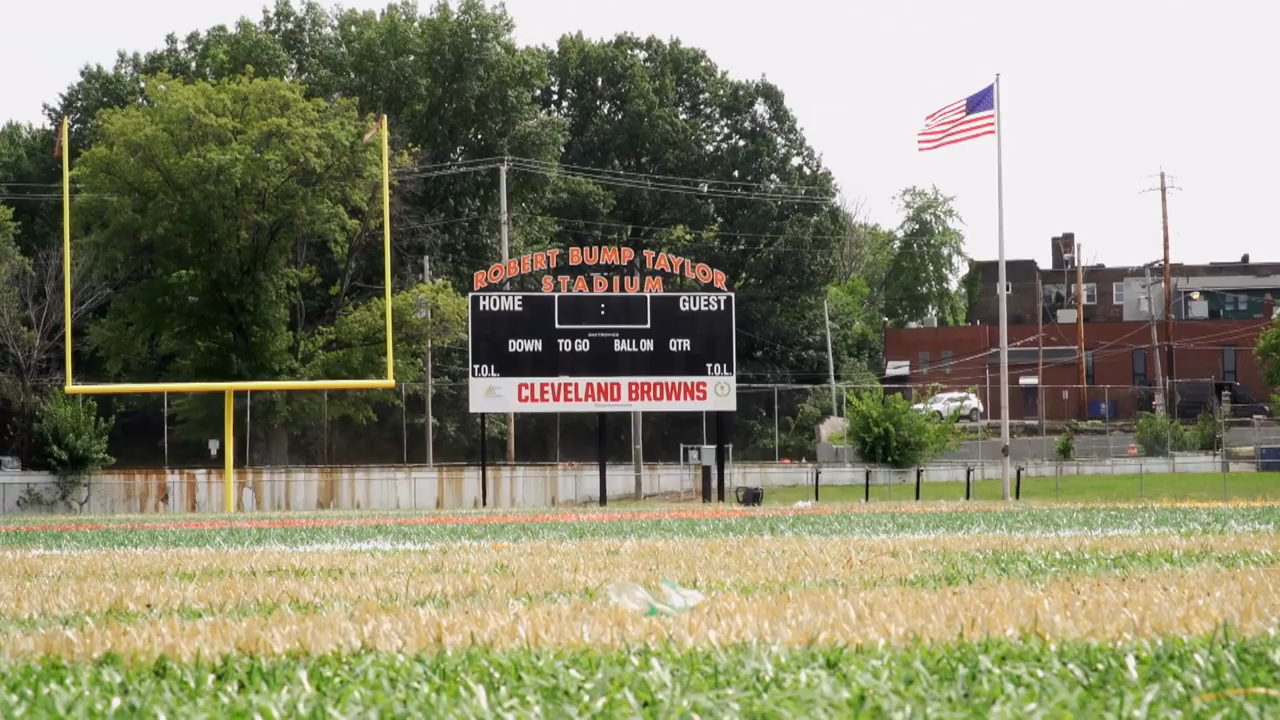 ROBERT BUMP TAYLOR
STADIUM
HOME : GUEST
DOWN TO GO BALL ON QTR
T.O.L. T.O.L.
CLEVELAND BROWNS